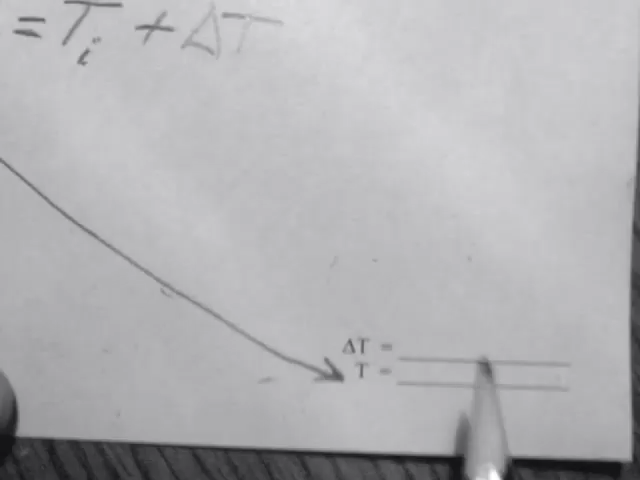 = Tᵢ + ΔT
ΔT =
T =